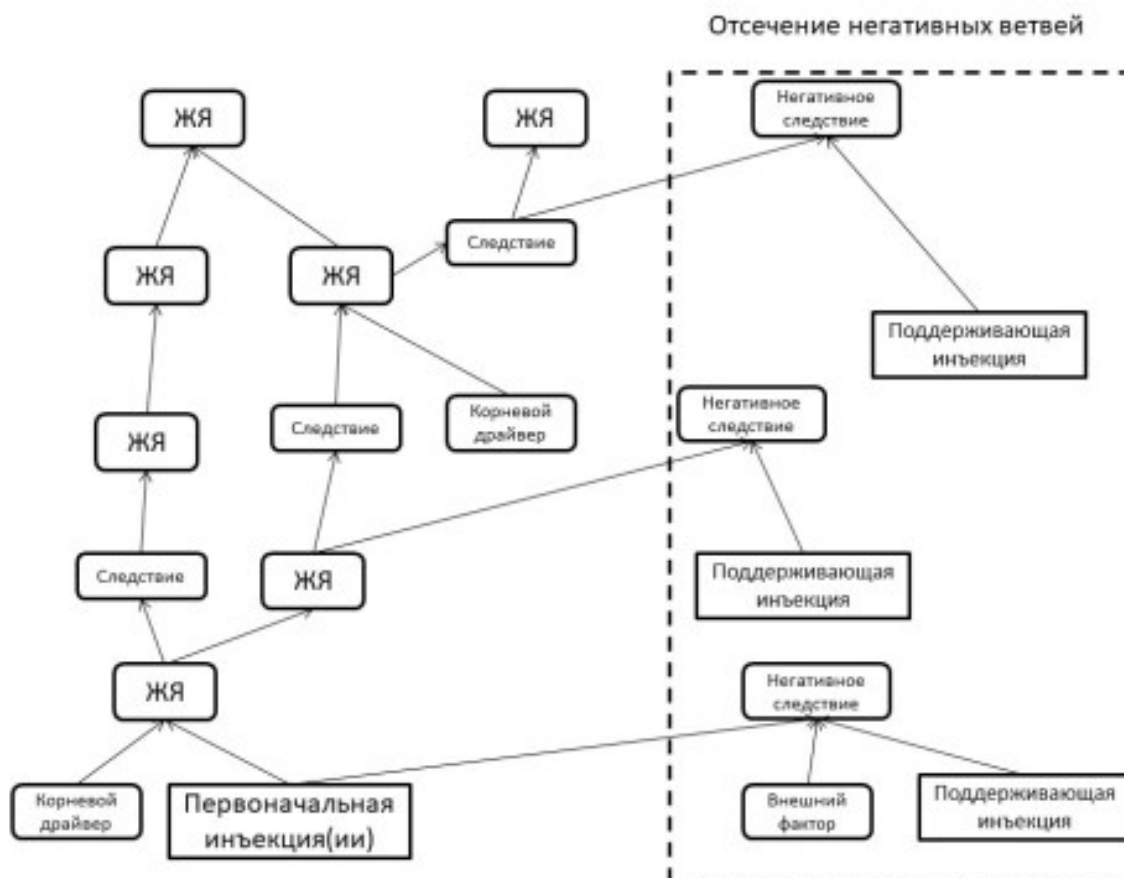 Отсечение негативных ветвей
ЖЯ
ЖЯ
Негативное
следствие
Следствие
ЖЯ
ЖЯ
Поддерживающая
инъекция
Негативное
следствие
Корневой
драйвер
Следствие
ЖЯ
Следствие
ЖЯ
Поддерживающая
инъекция
ЖЯ
Негативное
следствие
Корневой
драйвер
Первоначальная
инъекция(ии)
Внешний
фактор
Поддерживающая
инъекция